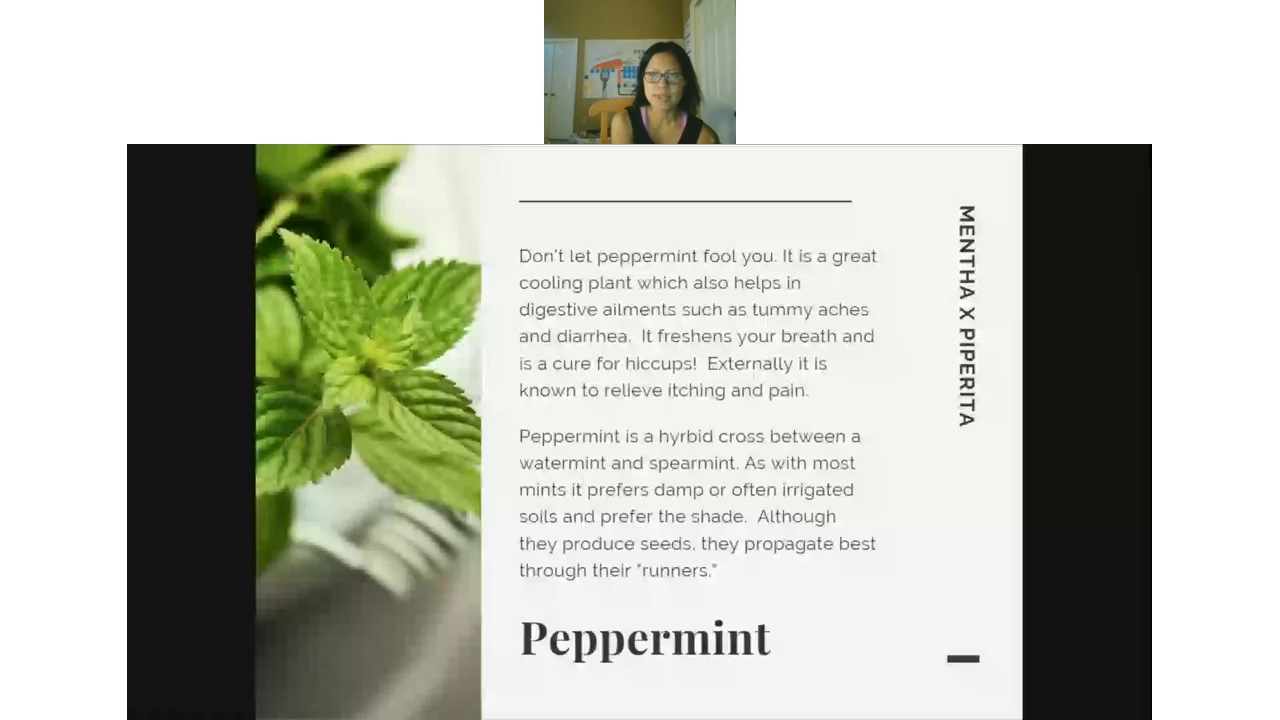 Don't let peppermint fool you. It is a great
cooling plant which also helps in
digestive ailments such as tummy aches
and diarrhea. It freshens your breath and
is a cure for hiccups! Externally it is
known to relieve itching and pain.
Peppermint is a hyrbid cross between a
watermint and spearmint. As with most
mints it prefers damp or often irrigated
soils and prefer the shade. Although
they produce seeds, they propagate best
through their "runners."
Peppermint
MENTHA X PIPERITA